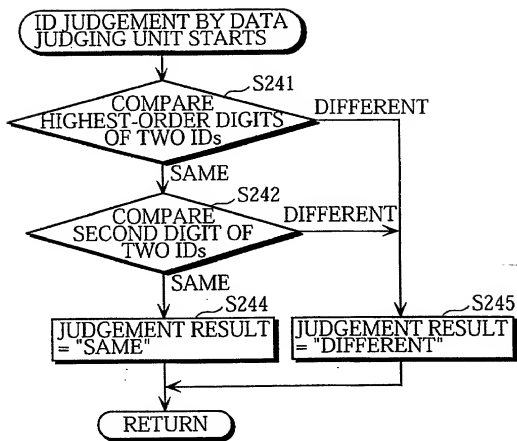 ID JUDGEMENT BY DATA
JUDGING UNIT STARTS
S241
COMPARE
HIGHEST-ORDER DIGITS
OF TWO IDs
DIFFERENT
SAME
S242
COMPARE
SECOND DIGIT OF
TWO IDs
DIFFERENT
SAME
S244
JUDGEMENT RESULT
= "SAME"
S245
JUDGEMENT RESULT
= "DIFFERENT"
RETURN